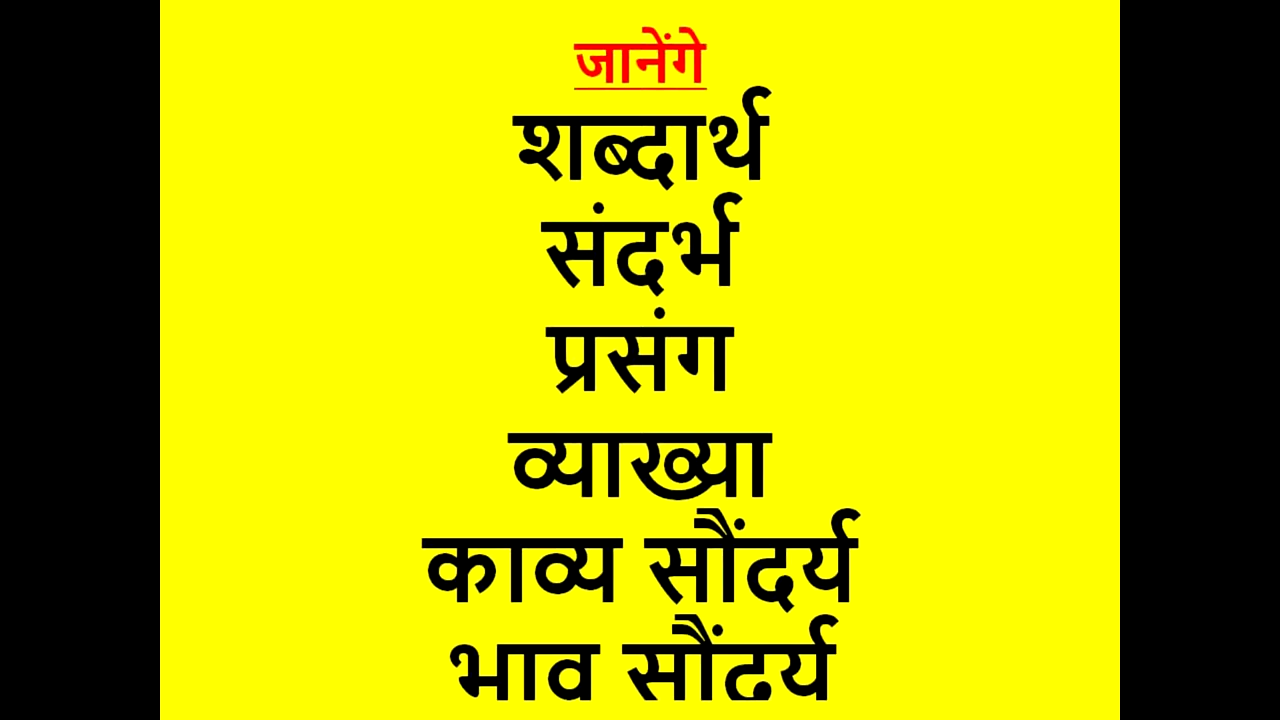 जानेंगे
शब्दार्थ
संदर्भ
प्रसंग
व्याख्या
काव्य सौंदर्य
भाव सौंदर्य